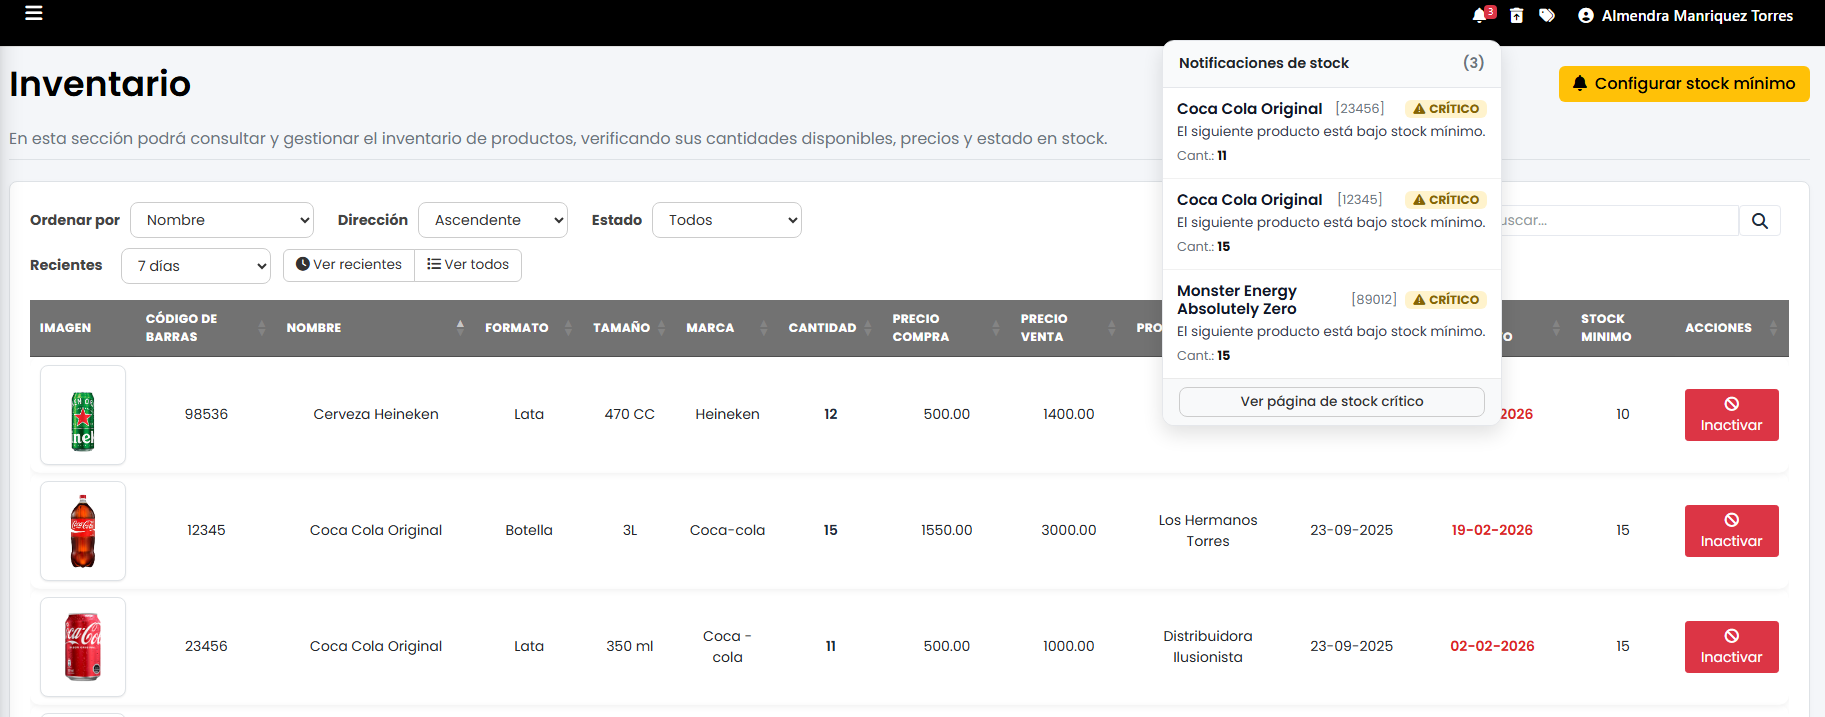 3
Almendra Manriquez Torres
Inventario
Configurar stock mínimo
En esta sección podrá consultar y gestionar el inventario de productos, verificando sus cantidades disponibles, precios y estado en stock.
Notificaciones de stock (3)
Coca Cola Original [23456] CRÍTICO
El siguiente producto está bajo stock mínimo.
Cant.: 11
Coca Cola Original [12345] CRÍTICO
El siguiente producto está bajo stock mínimo.
Cant.: 15
Monster Energy
Absolutely Zero [89012] CRÍTICO
El siguiente producto está bajo stock mínimo.
Cant.: 15
Ver página de stock crítico
Ordenar por Nombre Dirección Ascendente Estado Todos
Recientes 7 días Ver recientes Ver todos
IMAGEN CÓDIGO DE BARRAS NOMBRE FORMATO TAMAÑO MARCA CANTIDAD PRECIO COMPRA PRECIO VENTA STOCK MINIMO ACCIONES
98536 Cerveza Heineken Lata 470 CC Heineken 12 500.00 1400.00 2026 10 Inactivar
12345 Coca Cola Original Botella 3L Coca-cola 15 1550.00 3000.00 Los Hermanos Torres 23-09-2025 19-02-2026 15 Inactivar
23456 Coca Cola Original Lata 350 ml Coca - cola 11 500.00 1000.00 Distribuidora Ilusionista 23-09-2025 02-02-2026 15 Inactivar